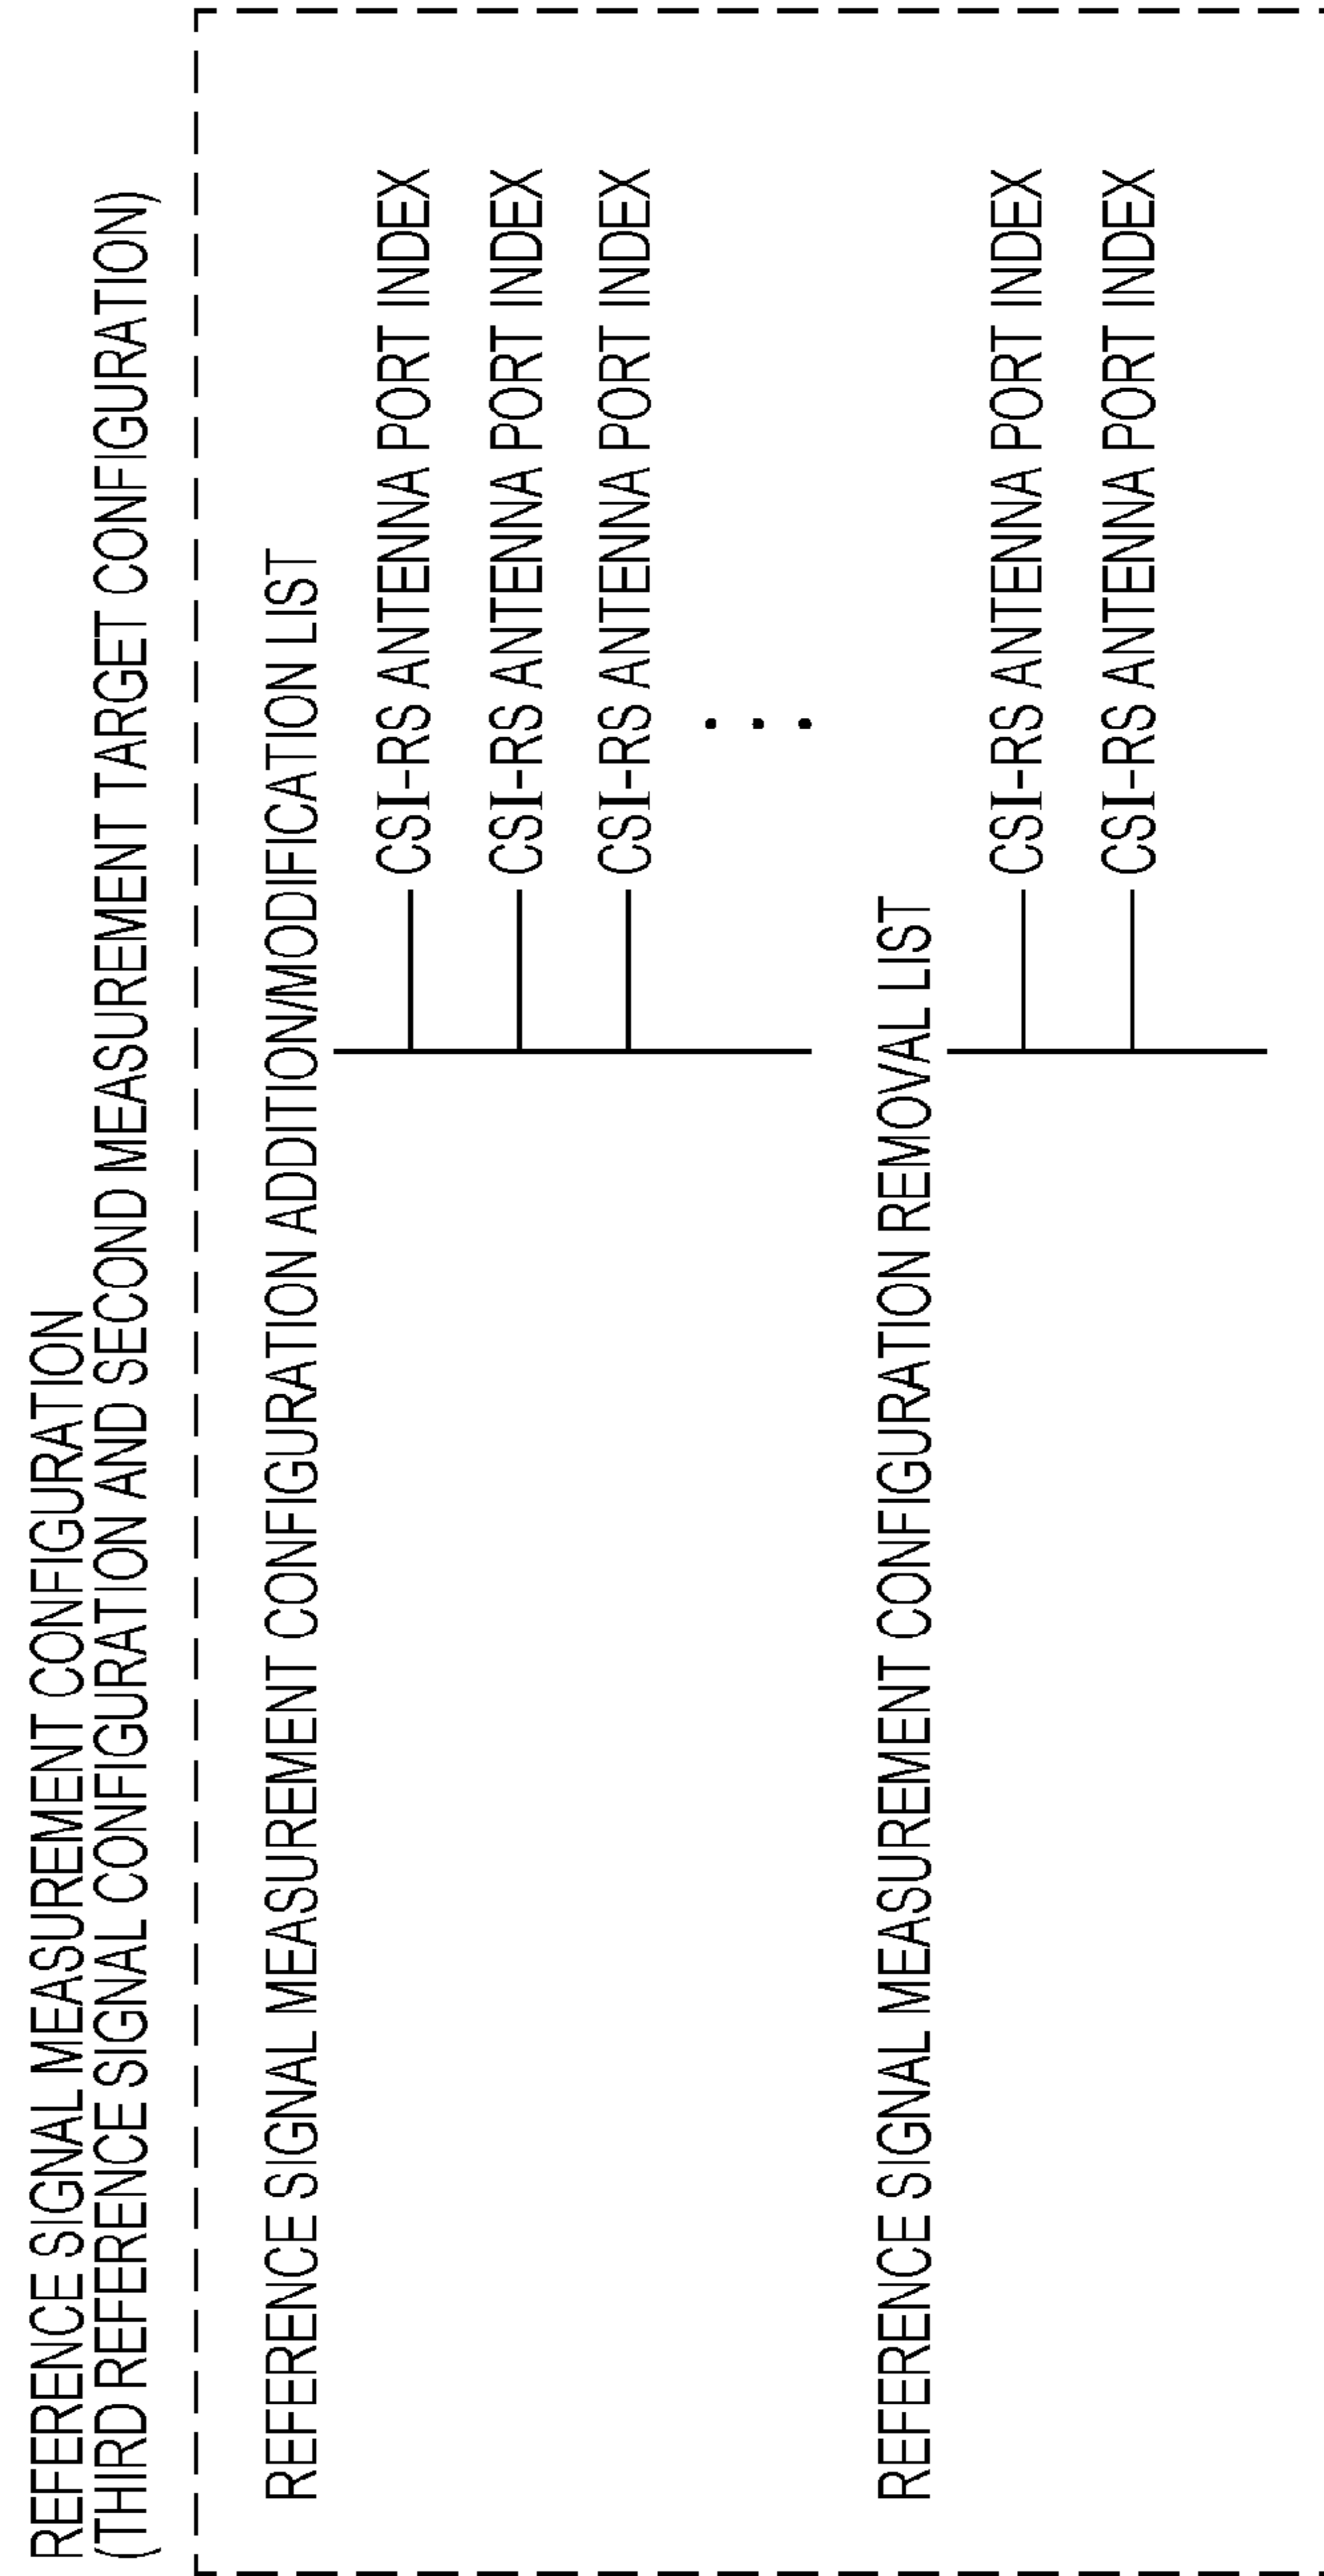 REFERENCE SIGNAL MEASUREMENT CONFIGURATION
(THIRD REFERENCE SIGNAL CONFIGURATION AND SECOND MEASUREMENT TARGET CONFIGURATION)
REFERENCE SIGNAL MEASUREMENT CONFIGURATION ADDITION/MODIFICATION LIST
CSI-RS ANTENNA PORT INDEX
CSI-RS ANTENNA PORT INDEX
CSI-RS ANTENNA PORT INDEX
REFERENCE SIGNAL MEASUREMENT CONFIGURATION REMOVAL LIST
CSI-RS ANTENNA PORT INDEX
CSI-RS ANTENNA PORT INDEX